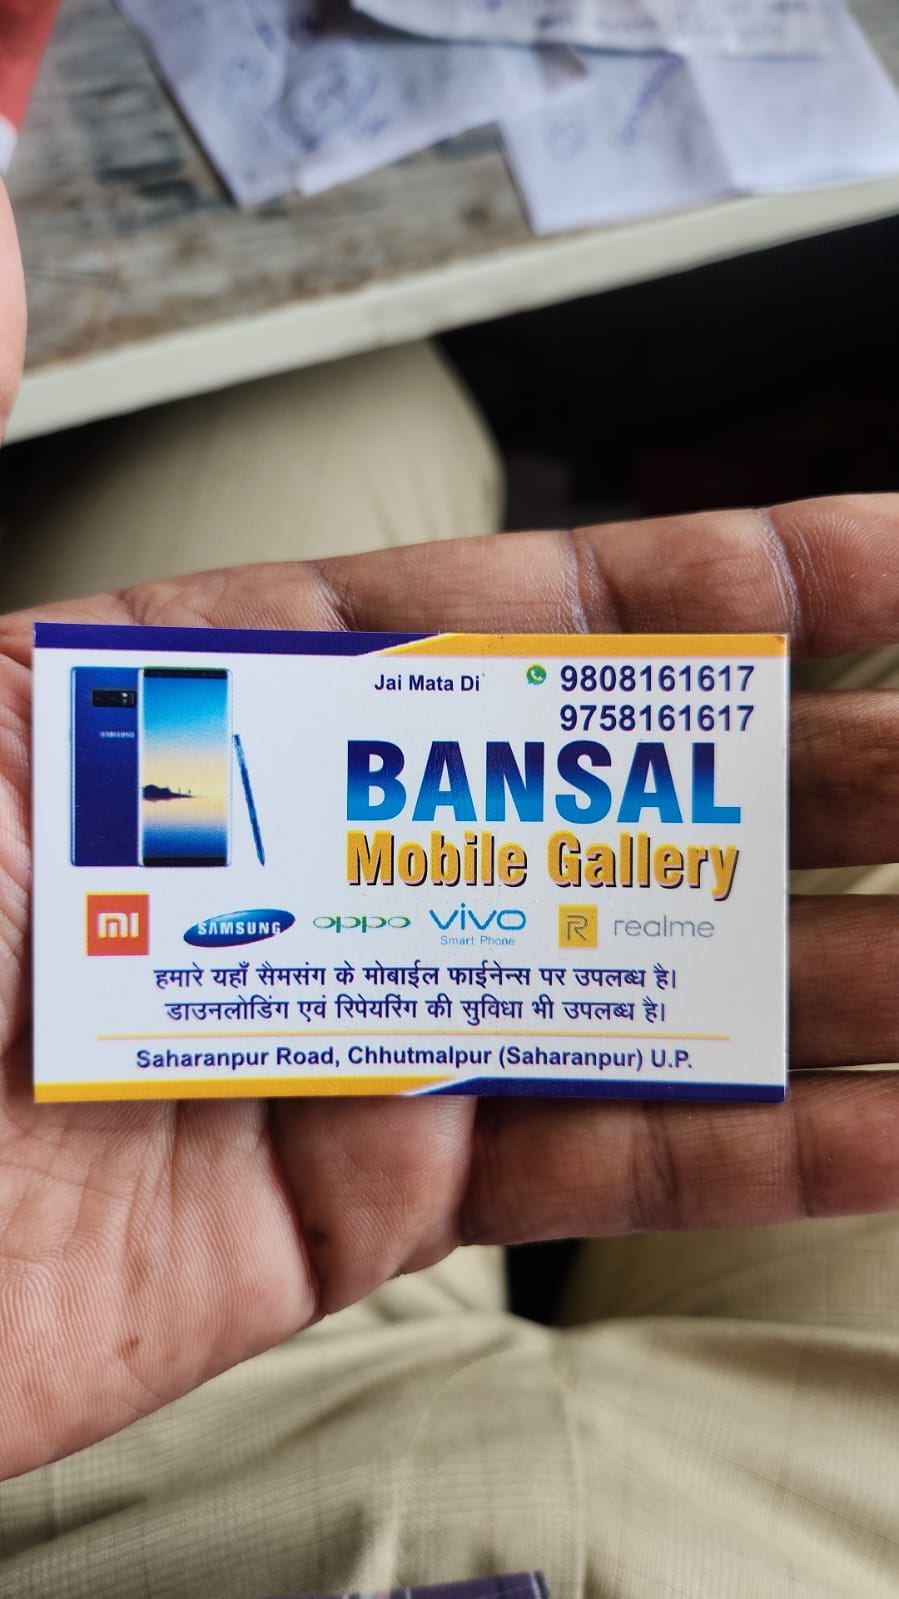 Jai Mata Di
9808161617
9758161617
BANSAL
Mobile Gallery
SAMSUNG
mi SAMSUNG oppo vivo R realme
Smart Phone
हमारे यहाँ सैमसंग के मोबाईल फाईनेन्स पर उपलब्ध है।
डाउनलोडिंग एवं रिपेयरिंग की सुविधा भी उपलब्ध है।
Saharanpur Road, Chhutmalpur (Saharanpur) U.P.